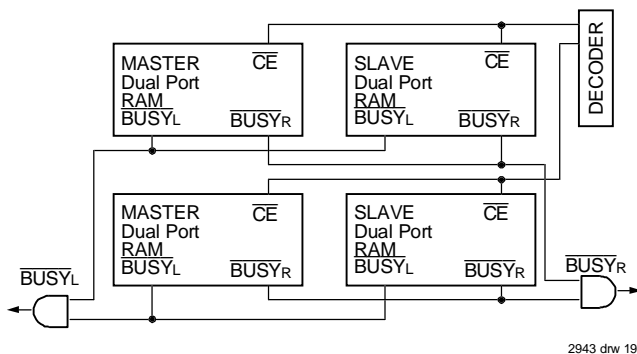 MASTER
Dual Port
RAM
BUSYL
CE
BUSYR
SLAVE
Dual Port
RAM
BUSYL
CE
BUSYR
DECODER
MASTER
Dual Port
RAM
BUSYL
CE
BUSYR
SLAVE
Dual Port
RAM
BUSYL
CE
BUSYR
BUSYL
BUSYR
2943 drw 19